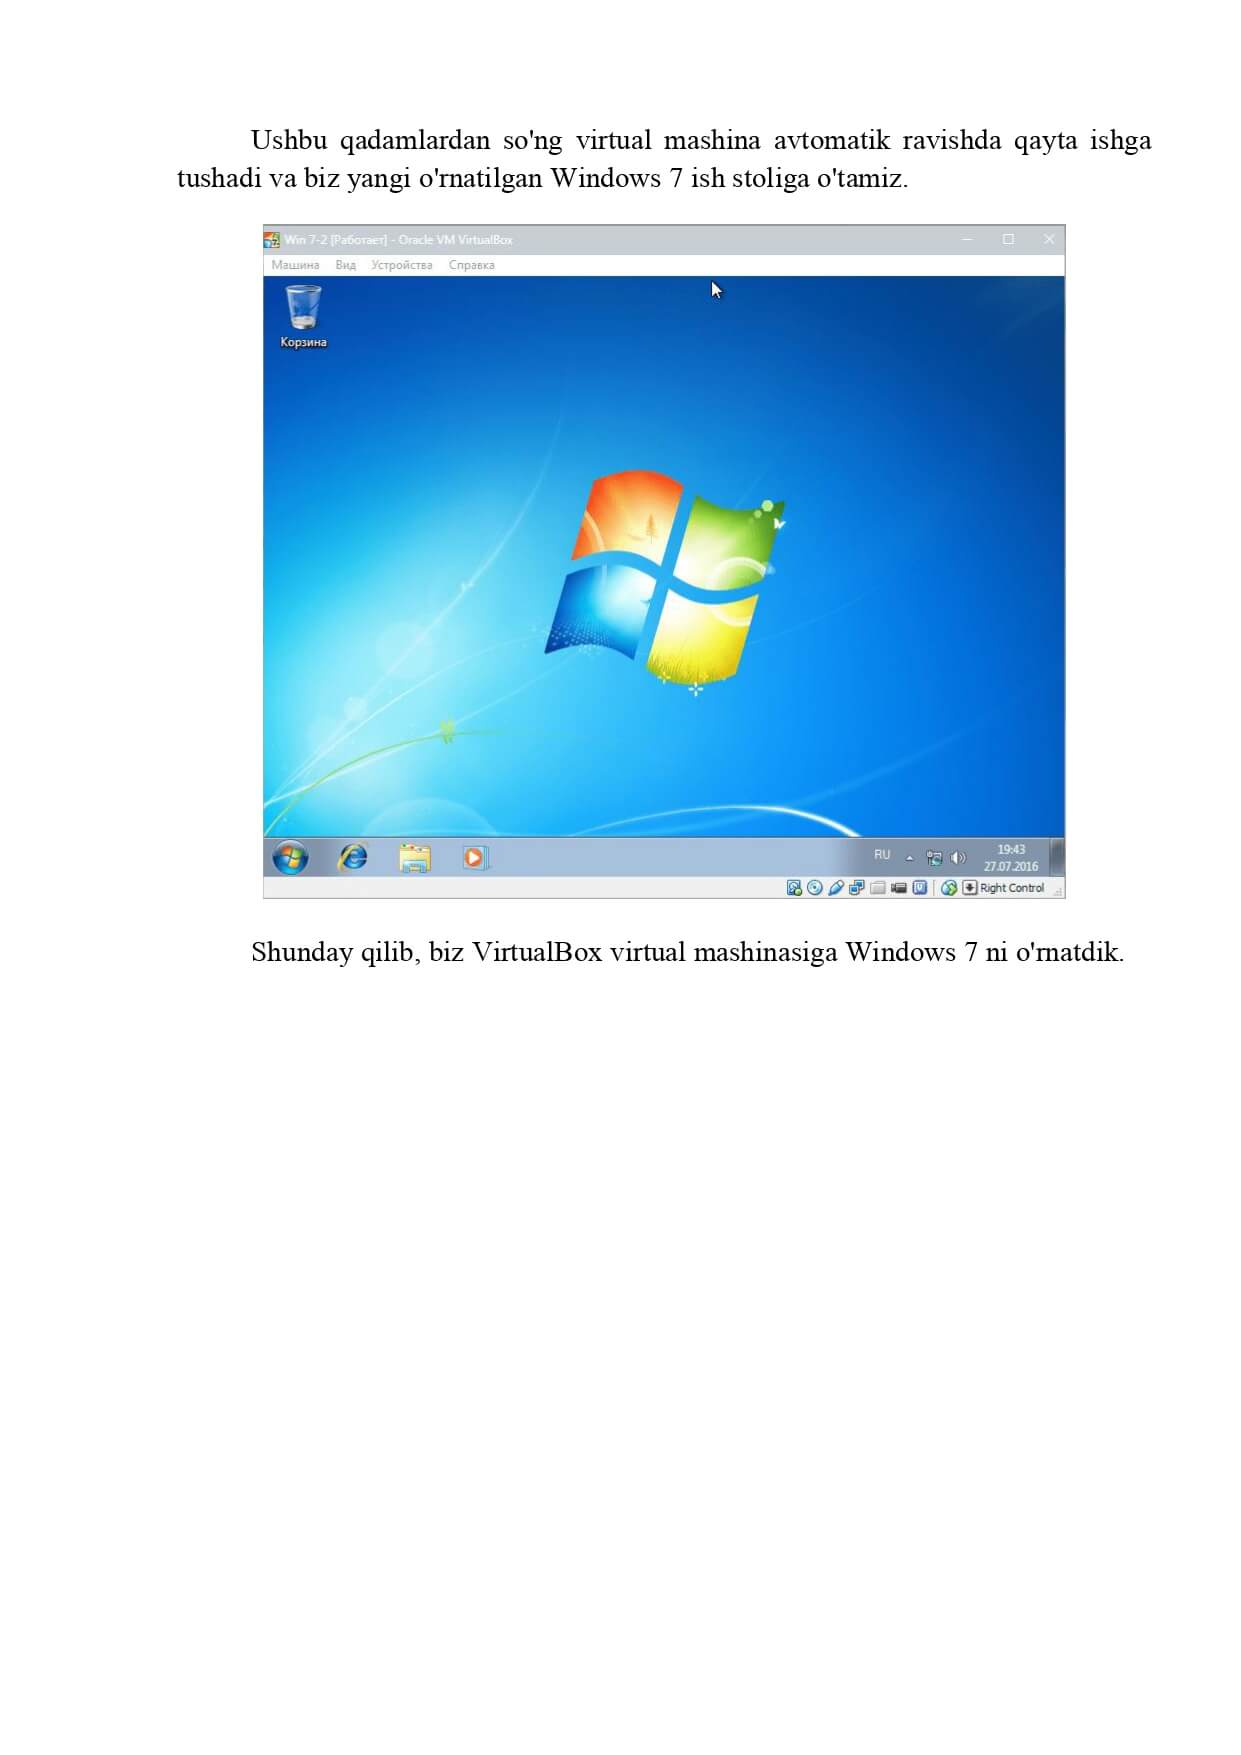 Ushbu qadamlardan so'ng virtual mashina avtomatik ravishda qayta ishga
tushadi va biz yangi o'rnatilgan Windows 7 ish stoliga o'tamiz.
Win 7-2 [Работает] - Oracle VM VirtualBox
Машина Вид Устройства Справка
Корзина
RU
19:43
27.07.2016
Right Control
Shunday qilib, biz VirtualBox virtual mashinasiga Windows 7 ni o'rnatdik.